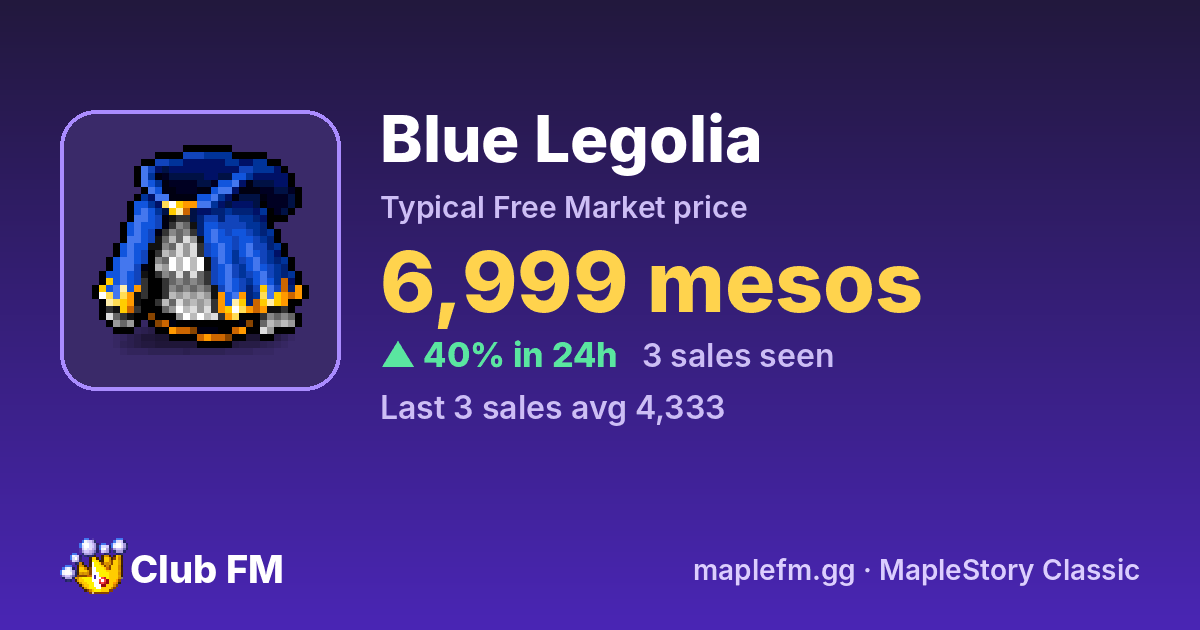 Blue Legolia
Typical Free Market price
6,999 mesos
▲ 40% in 24h 3 sales seen
Last 3 sales avg 4,333
Club FM
maplefm.gg · MapleStory Classic